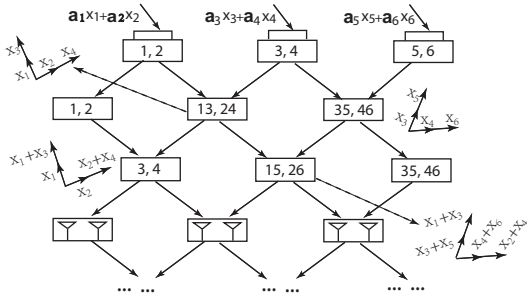 a₁x₁+a₂x₂ a₃x₃+a₄x₄ a₅x₅+a₆x₆
1, 2 3, 4 5, 6
x₃ x₁ x₂ x₄
1, 2 13, 24 35, 46
x₅ x₃ x₄ x₆
x₁+x₃ x₁ x₂ x₂+x₄
3, 4 15, 26 35, 46
x₁+x₃ x₃+x₅ x₄+x₆ x₂+x₄
... ... ... ... ... ...